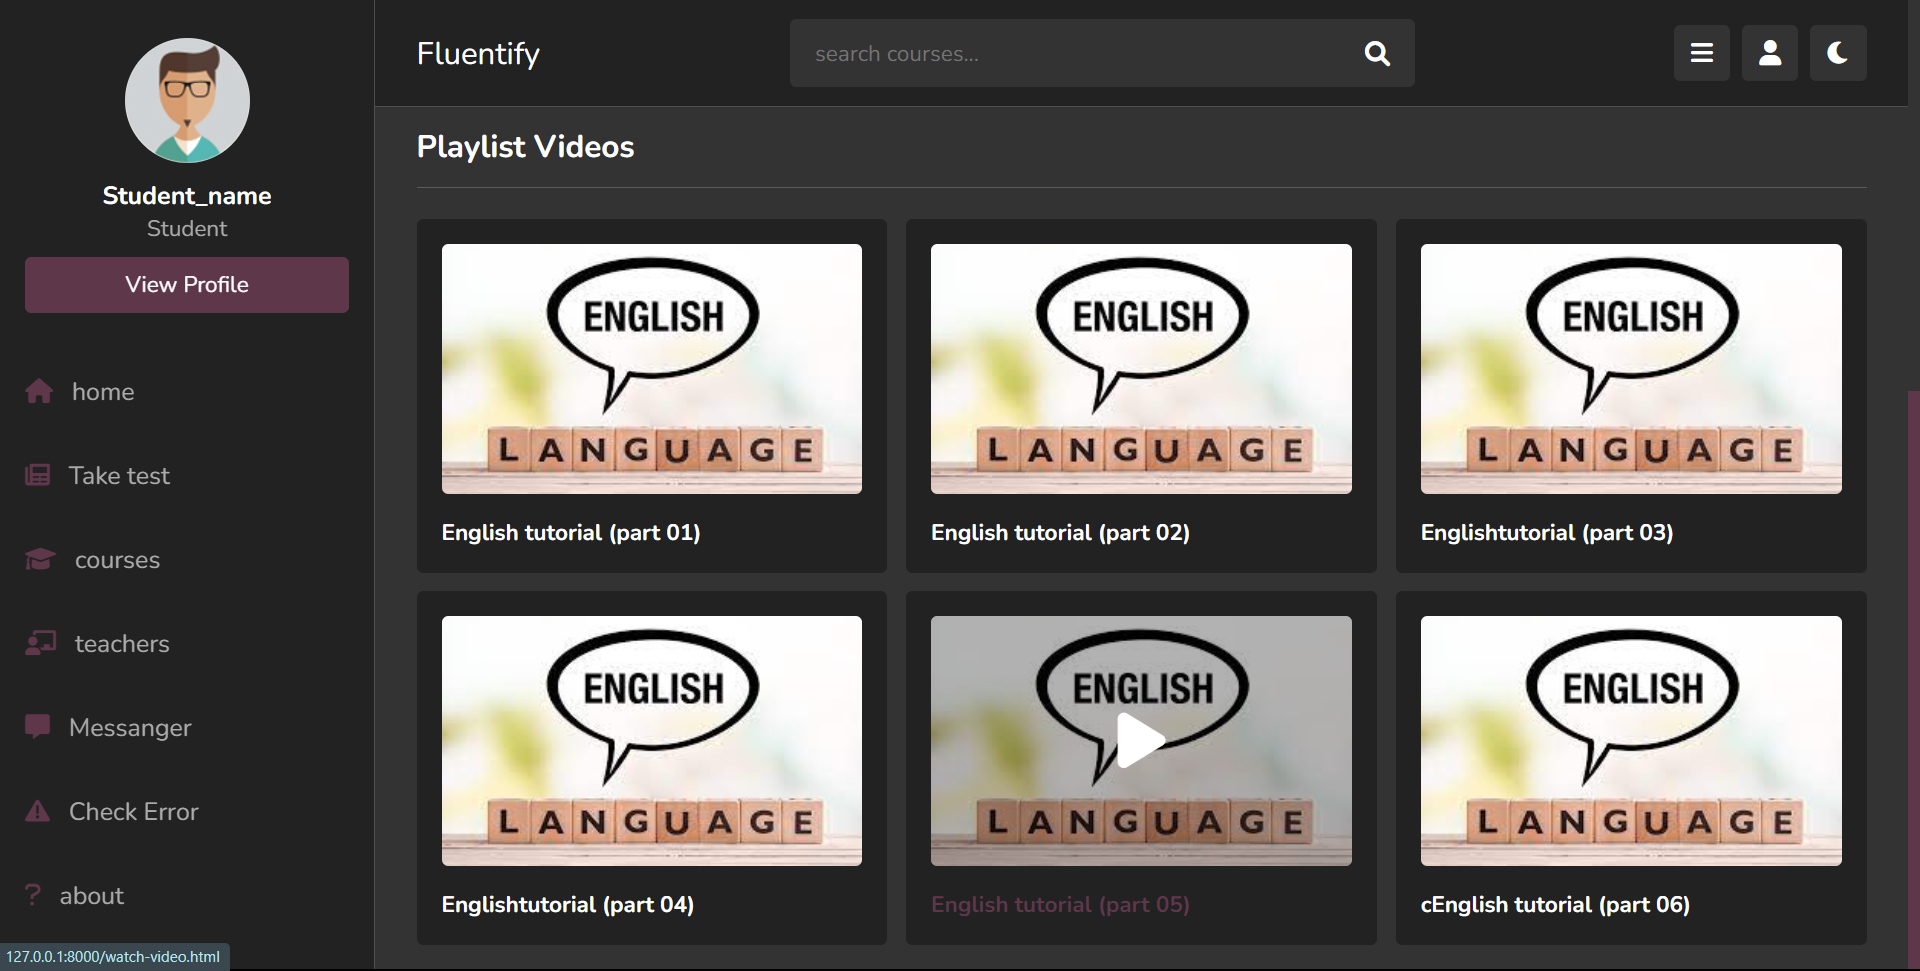 Student_name
Student
View Profile
home
Take test
courses
teachers
Messanger
Check Error
about
127.0.0.1:8000/watch-video.html
Fluentify
search courses...
Playlist Videos
ENGLISH
LANGUAGE
English tutorial (part 01)
ENGLISH
LANGUAGE
English tutorial (part 02)
ENGLISH
LANGUAGE
Englishtutorial (part 03)
ENGLISH
LANGUAGE
Englishtutorial (part 04)
ENGLISH
LANGUAGE
English tutorial (part 05)
ENGLISH
LANGUAGE
cEnglish tutorial (part 06)